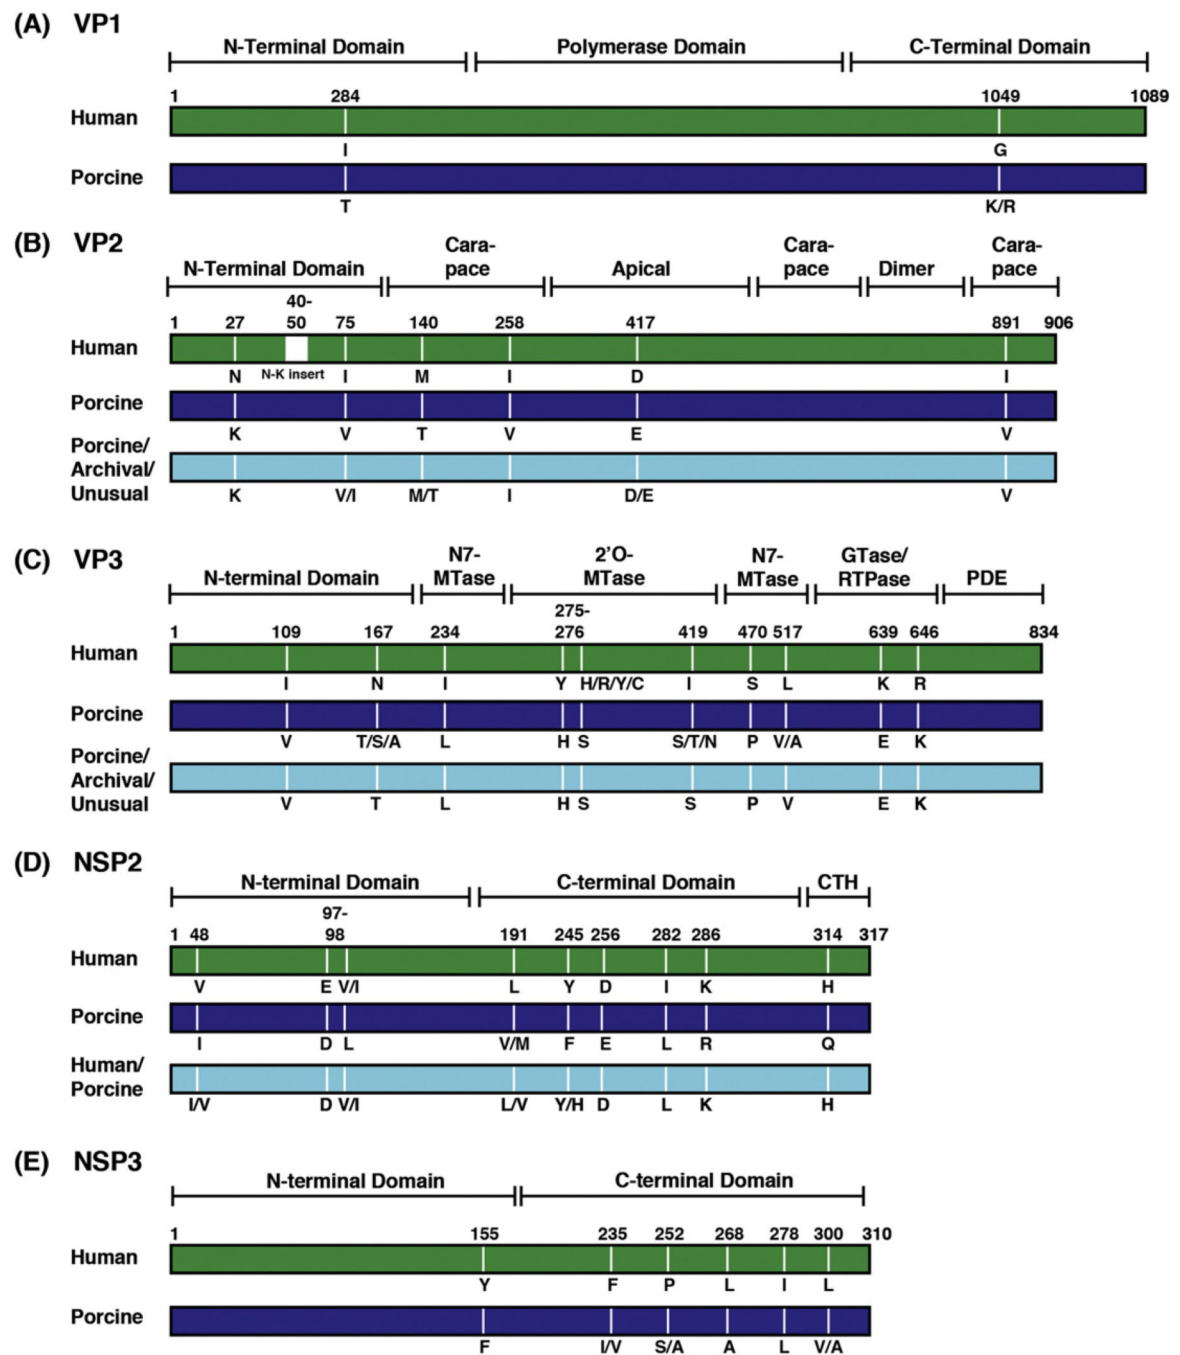 (A) VP1
N-Terminal Domain Polymerase Domain C-Terminal Domain
1 284 1049 1089
Human
I G
Porcine
T K/R
(B) VP2
Cara- Cara- Cara-
N-Terminal Domain pace Apical pace Dimer pace
40-
1 27 50 75 140 258 417 891 906
Human
N N-K insert I M I D I
Porcine
K V T V E V
Porcine/
Archival/
Unusual K V/I M/T I D/E V
(C) VP3
N7- 2'O- N7- GTase/
N-terminal Domain MTase MTase MTase RTPase PDE
275-
1 109 167 234 276 419 470 517 639 646 834
Human
I N I Y H/R/Y/C I S L K R
Porcine
V T/S/A L H S S/T/N P V/A E K
Porcine/
Archival/
Unusual V T L H S S P V E K
(D) NSP2
N-terminal Domain C-terminal Domain CTH
97-
1 48 98 191 245 256 282 286 314 317
Human
V E V/I L Y D I K H
Porcine
I D L V/M F E L R Q
Human/
Porcine
I/V D V/I L/V Y/H D L K H
(E) NSP3
N-terminal Domain C-terminal Domain
1 155 235 252 268 278 300 310
Human
Y F P L I L
Porcine
F I/V S/A A L V/A